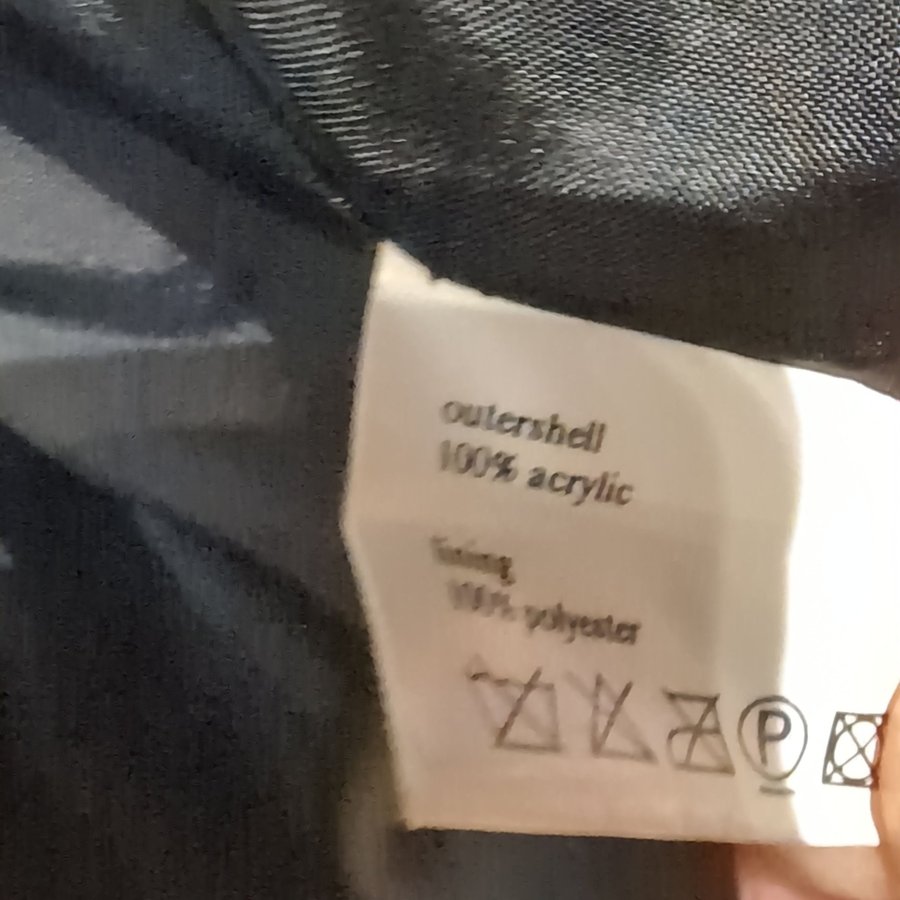 outershell
100% acrylic
lining
100% polyester
P